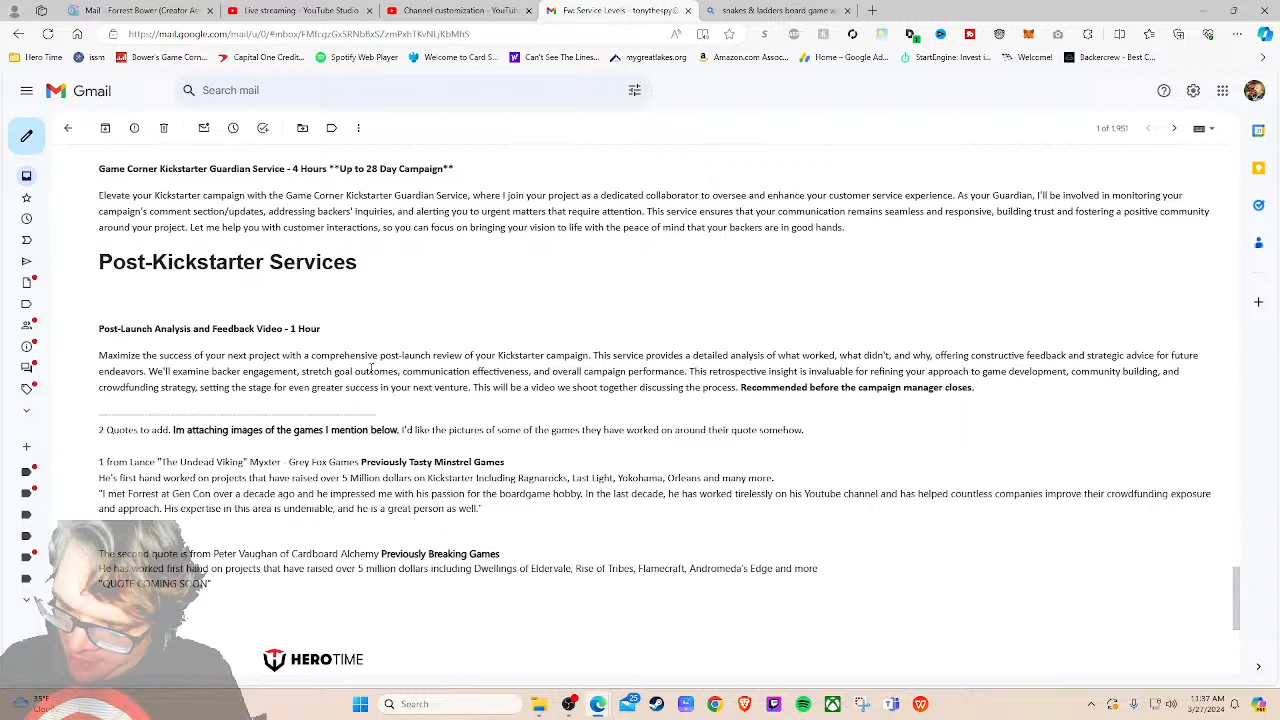 Mail - Forrest Bower(Creator As
Live streaming - YouTube Studio
Channel customization - YouTub
Fw: Service Levels - tonythespy
snakes & ladders board game w
https://mail.google.com/mail/u/0/#inbox/FMfcgzGxSRNbBxSZzmPxhTKvNLjKbMhS
Hero Time
issix
Bower's Game Corn...
Capital One Credi...
Spotify Web Player
Welcome to Card S...
Can't See The Lines...
mygreatlakes.org
Amazon.com Assoc...
Home – Google Ad...
StartEngine: Invest i...
Welcome!
Backercrew - Best C...
Gmail
Search mail
1 of 1,951
Game Corner Kickstarter Guardian Service - 4 Hours **Up to 28 Day Campaign**
Elevate your Kickstarter campaign with the Game Corner Kickstarter Guardian Service, where I join your project as a dedicated collaborator to oversee and enhance your customer service experience. As your Guardian, I'll be involved in monitoring your
campaign's comment section/updates, addressing backers' inquiries, and alerting you to urgent matters that require attention. This service ensures that your communication remains seamless and responsive, building trust and fostering a positive community
around your project. Let me help you with customer interactions, so you can focus on bringing your vision to life with the peace of mind that your backers are in good hands.
Post-Kickstarter Services
Post-Launch Analysis and Feedback Video - 1 Hour
Maximize the success of your next project with a comprehensive post-launch review of your Kickstarter campaign. This service provides a detailed analysis of what worked, what didn't, and why, offering constructive feedback and strategic advice for future
endeavors. We'll examine backer engagement, stretch goal outcomes, communication effectiveness, and overall campaign performance. This retrospective insight is invaluable for refining your approach to game development, community building, and
crowdfunding strategy, setting the stage for even greater success in your next venture. This will be a video we shoot together discussing the process. Recommended before the campaign manager closes.
2 Quotes to add. Im attaching images of the games I mention below. I'd like the pictures of some of the games they have worked on around their quote somehow.
1 from Lance "The Undead Viking" Myxter - Grey Fox Games Previously Tasty Minstrel Games
He's first hand worked on projects that have raised over 5 Million dollars on Kickstarter Including Ragnarocks, Last Light, Yokohama, Orleans and many more.
"I met Forrest at Gen Con over a decade ago and he impressed me with his passion for the boardgame hobby. In the last decade, he has worked tirelessly on his Youtube channel and has helped countless companies improve their crowdfunding exposure
and approach. His expertise in this area is undeniable, and he is a great person as well."
The second quote is from Peter Vaughan of Cardboard Alchemy Previously Breaking Games
He has worked first hand on projects that have raised over 5 million dollars including Dwellings of Eldervale, Rise of Tribes, Flamecraft, Andromeda's Edge and more
"QUOTE COMING SOON"
HEROTIME
35°F
Clear
Search
25
11:37 AM
3/27/2024